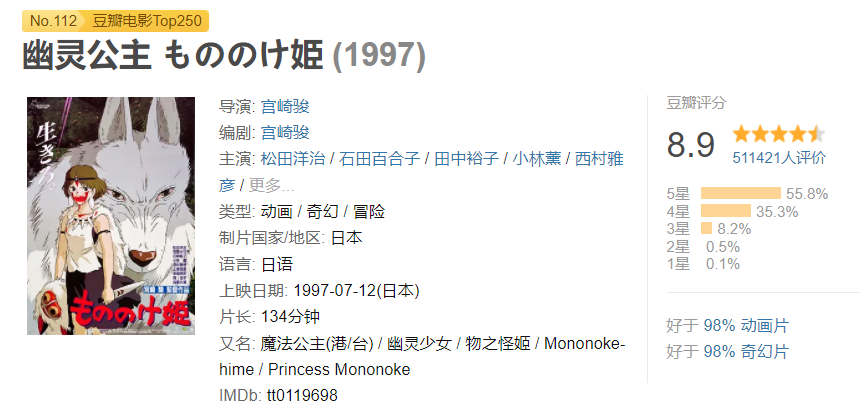 No.112 豆瓣电影Top250
幽灵公主 もののけ姫 (1997)
生きろ。
もののけ姫
导演: 宫崎骏
编剧: 宫崎骏
主演: 松田洋治 / 石田百合子 / 田中裕子 / 小林薰 / 西村雅
彦 / 更多...
类型: 动画 / 奇幻 / 冒险
制片国家/地区: 日本
语言: 日语
上映日期: 1997-07-12(日本)
片长: 134分钟
又名: 魔法公主(港/台) / 幽灵少女 / 物之怪姬 / Mononoke-
hime / Princess Mononoke
IMDb: tt0119698
豆瓣评分
8.9
511421人评价
5星 55.8%
4星 35.3%
3星 8.2%
2星 0.5%
1星 0.1%
好于 98% 动画片
好于 98% 奇幻片